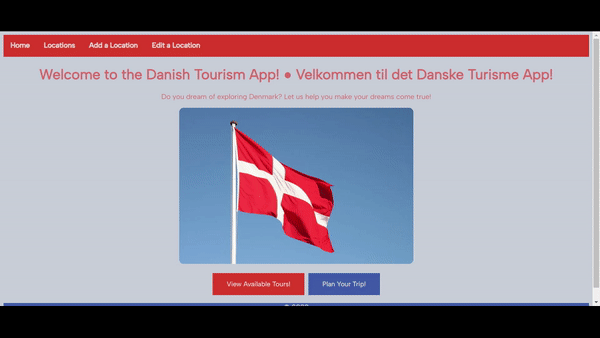 Home Locations Add a Location Edit a Location
Welcome to the Danish Tourism App! ● Velkommen til det Danske Turisme App!
Do you dream of exploring Denmark? Let us help you make your dreams come true!
View Available Tours! Plan Your Trip!